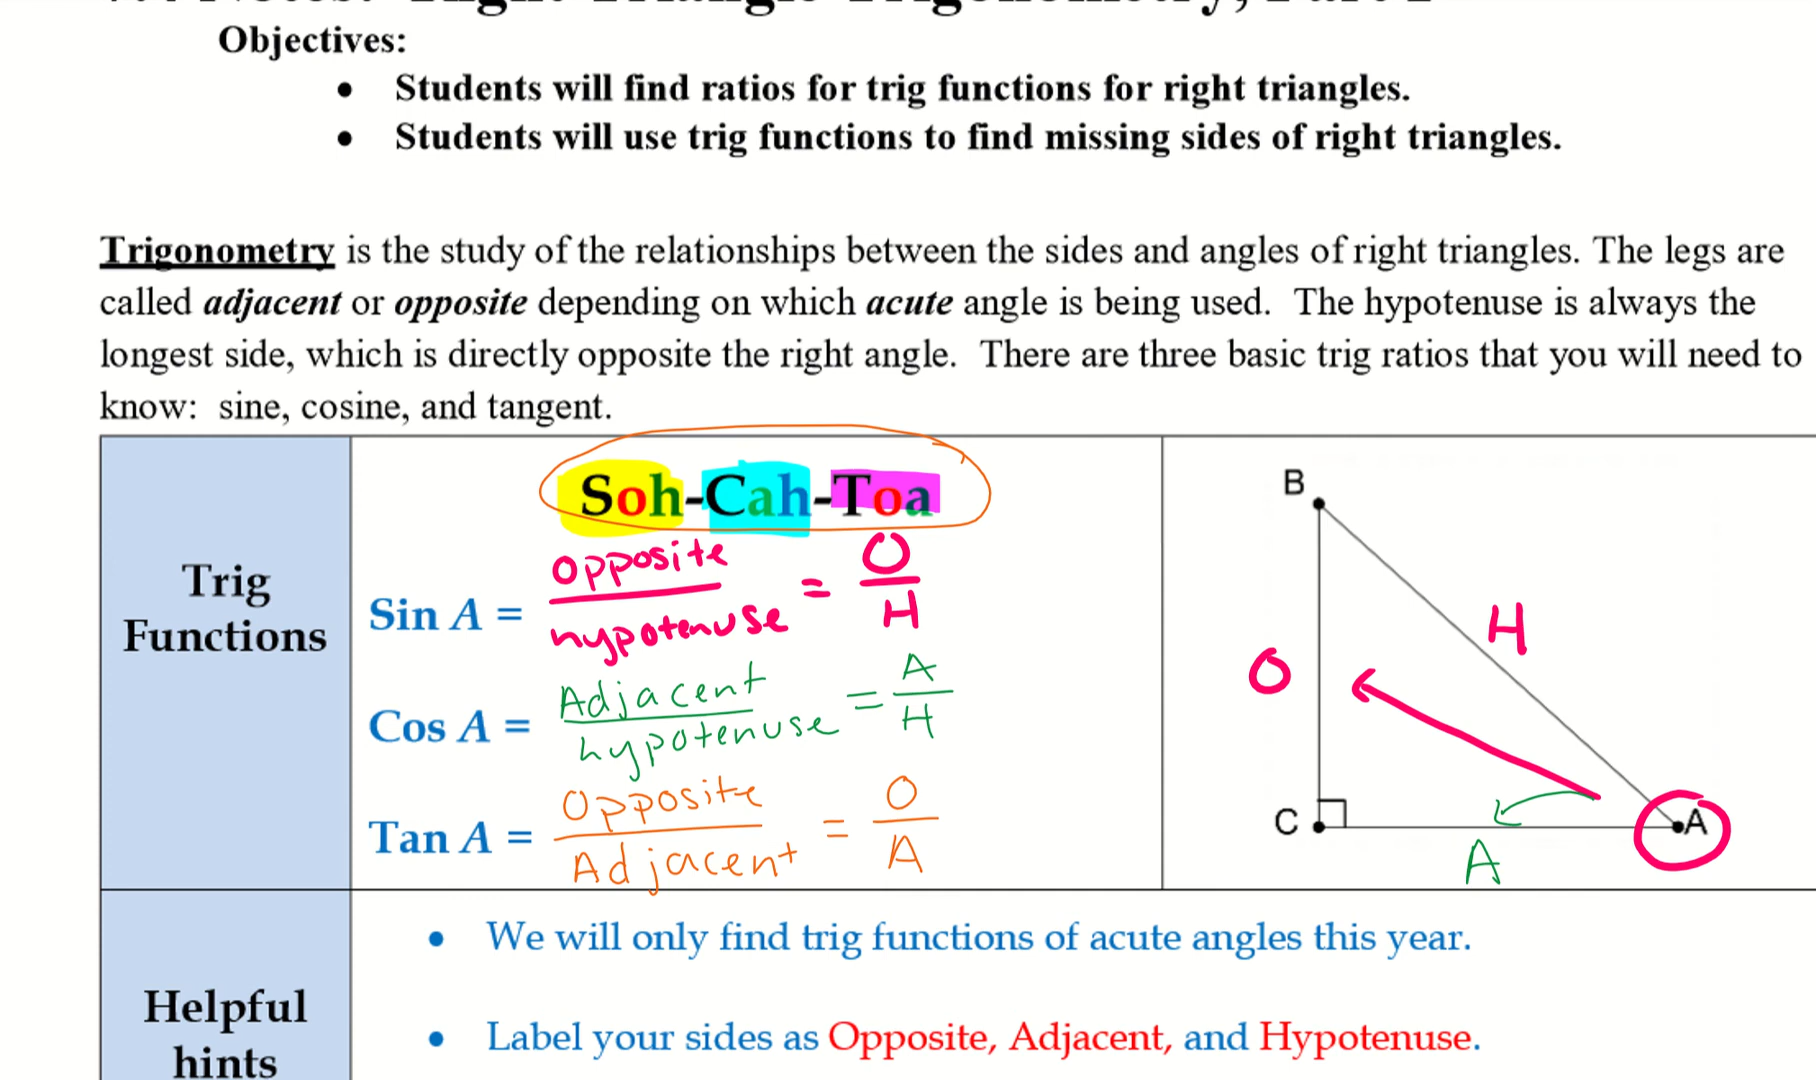 Objectives:
• Students will find ratios for trig functions for right triangles.
• Students will use trig functions to find missing sides of right triangles.
Trigonometry is the study of the relationships between the sides and angles of right triangles. The legs are
called adjacent or opposite depending on which acute angle is being used. The hypotenuse is always the
longest side, which is directly opposite the right angle. There are three basic trig ratios that you will need to
know: sine, cosine, and tangent.
Trig
Functions
Soh-Cah-Toa
Sin A = opposite / hypotenuse = O / H
Cos A = Adjacent / hypotenuse = A / H
Tan A = Opposite / Adjacent = O / A
B
H
O
C
A
A
Helpful
hints
• We will only find trig functions of acute angles this year.
• Label your sides as Opposite, Adjacent, and Hypotenuse.